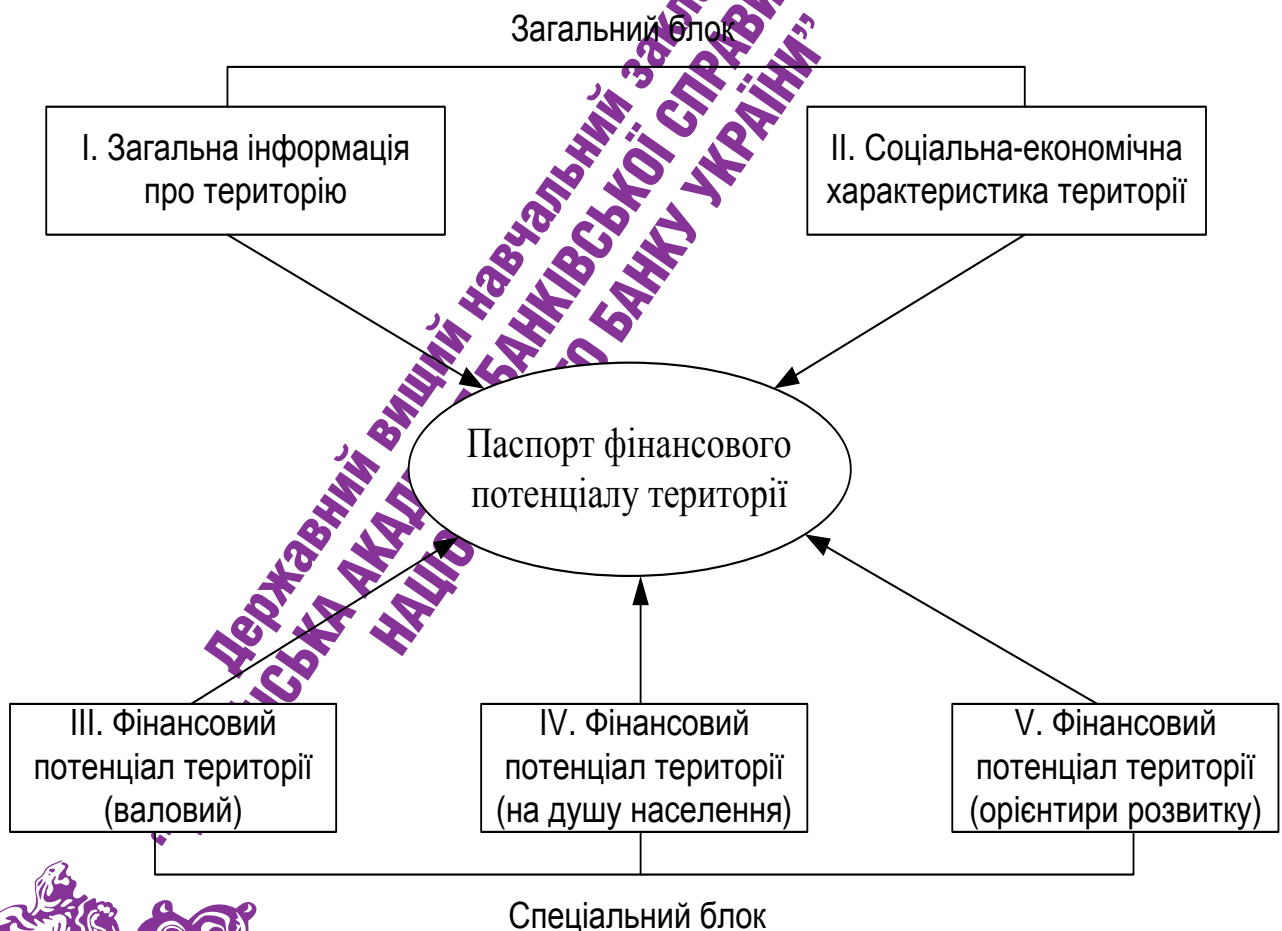 Загальний блок
І. Загальна інформація
про територію
ІІ. Соціальна-економічна
характеристика території
Паспорт фінансового
потенціалу території
ІІІ. Фінансовий
потенціал території
(валовий)
IV. Фінансовий
потенціал території
(на душу населення)
V. Фінансовий
потенціал території
(орієнтири розвитку)
Спеціальний блок
Державний вищий навчальний
БАНКІВСЬКОЇ
БАНКУ УКРАЇНИ”